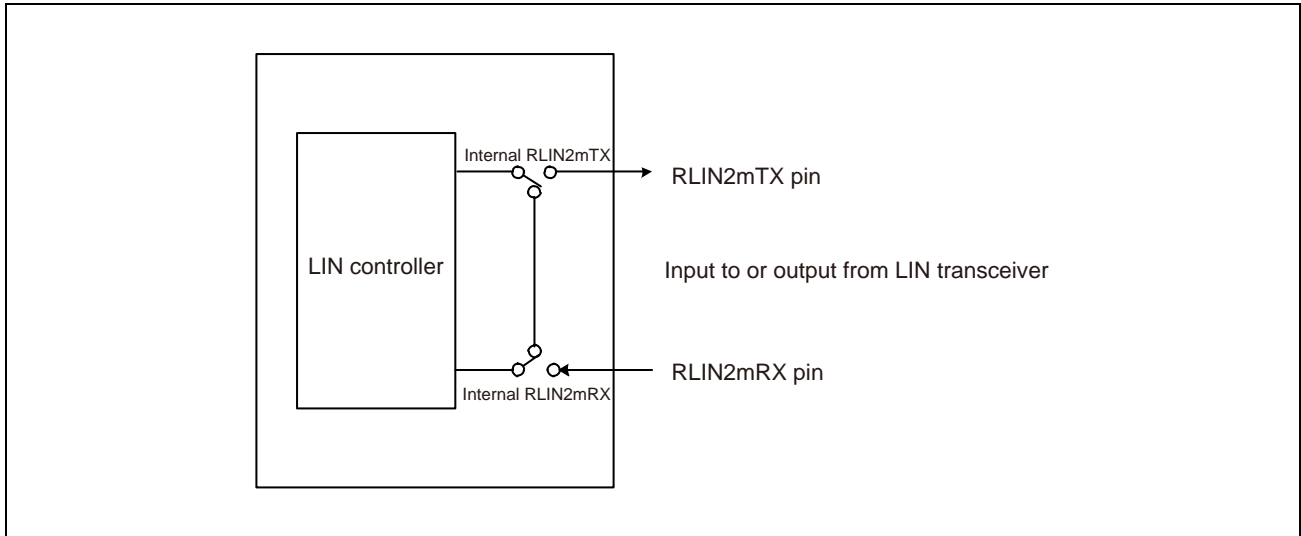 Internal RLIN2mTX
RLIN2mTX pin
LIN controller
Input to or output from LIN transceiver
RLIN2mRX pin
Internal RLIN2mRX